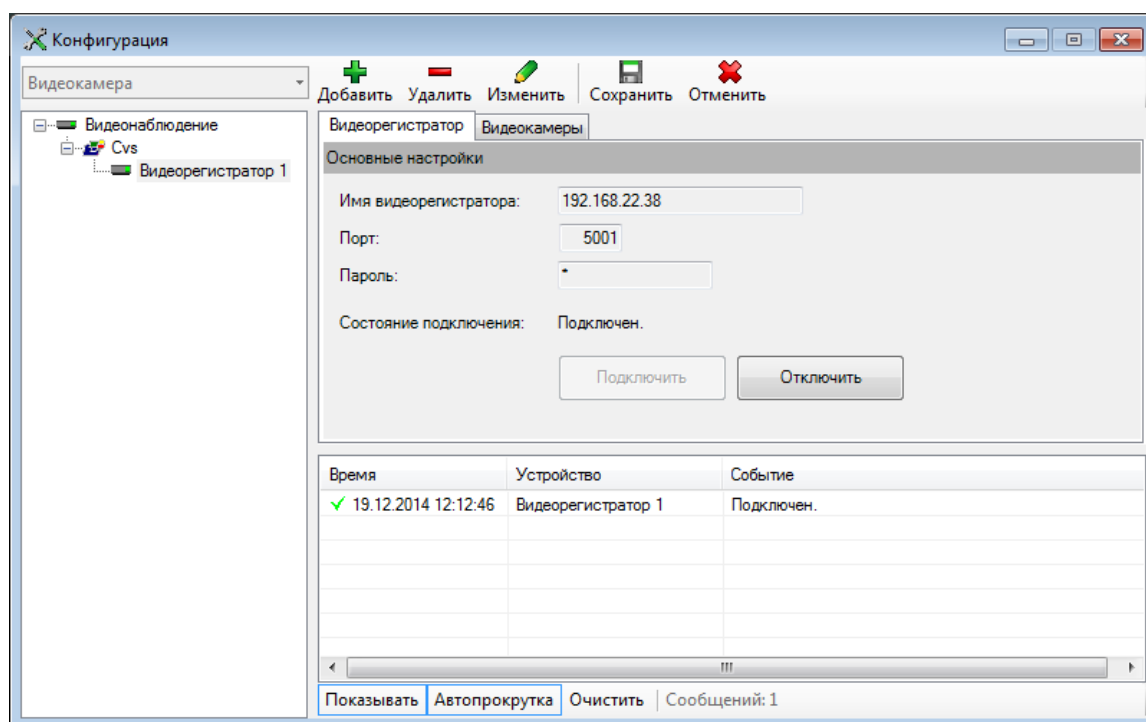 Конфигурация
Видеокамера
Добавить Удалить Изменить Сохранить Отменить
Видеонаблюдение
Cvs
Видеорегистратор 1
Видеорегистратор Видеокамеры
Основные настройки
Имя видеорегистратора: 192.168.22.38
Порт: 5001
Пароль: *
Состояние подключения: Подключен.
Подключить Отключить
Время Устройство Событие
19.12.2014 12:12:46 Видеорегистратор 1 Подключен.
Показывать Автопрокрутка Очистить Сообщений: 1